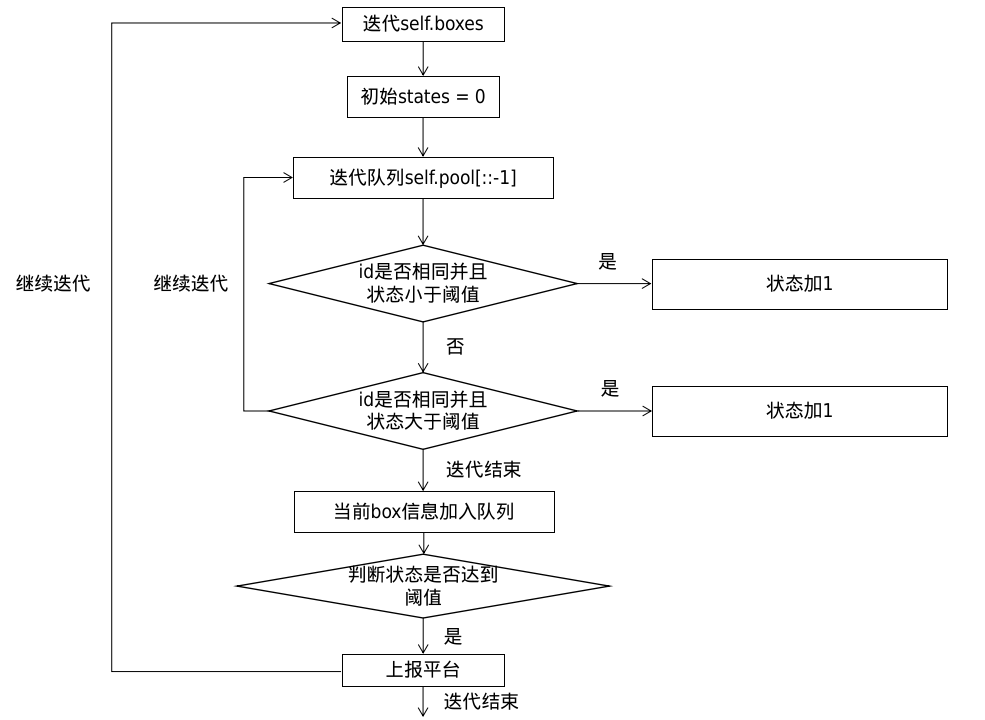 迭代self.boxes
初始states = 0
迭代队列self.pool[::-1]
id是否相同并且
状态小于阈值
是
状态加1
继续迭代
继续迭代
否
id是否相同并且
状态大于阈值
是
状态加1
迭代结束
当前box信息加入队列
判断状态是否达到
阈值
是
上报平台
迭代结束